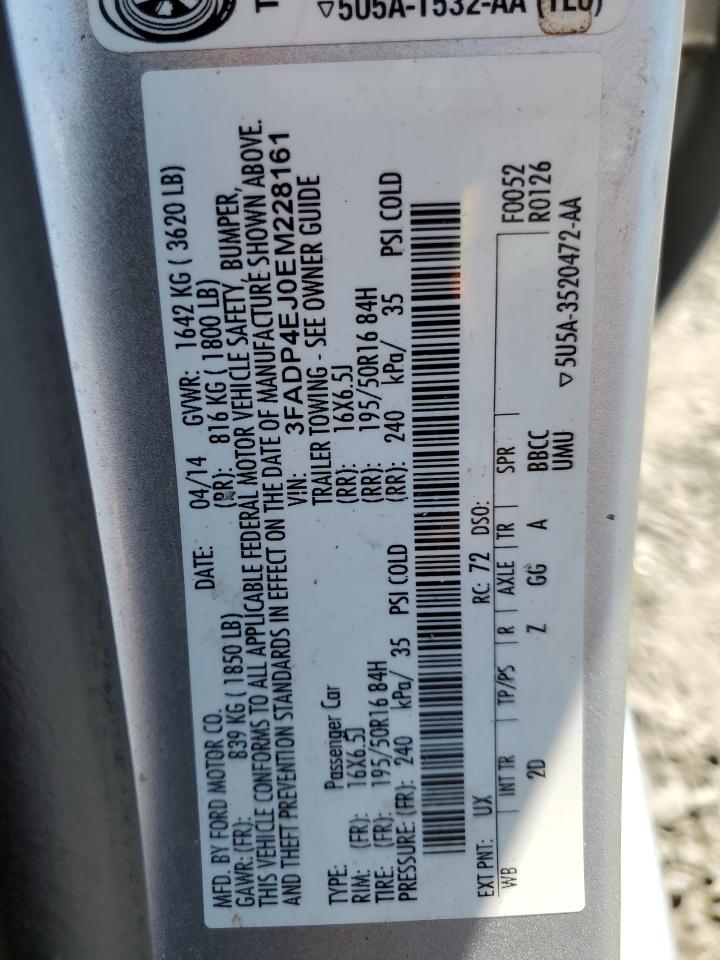 ▽5U5A-1532-AA (TLU)
MFD. BY FORD MOTOR CO.
DATE: 04/14 GVWR: 1642 KG ( 3620 LB)
GAWR: (FR): 839 KG ( 1850 LB) (RR): 816 KG ( 1800 LB)
THIS VEHICLE CONFORMS TO ALL APPLICABLE FEDERAL MOTOR VEHICLE SAFETY, BUMPER,
AND THEFT PREVENTION STANDARDS IN EFFECT ON THE DATE OF MANUFACTURE SHOWN ABOVE.
VIN: 3FADP4EJ0EM228161
TYPE: Passenger Car TRAILER TOWING - SEE OWNER GUIDE
RIM: (FR): 16X6.5J (RR): 16X6.5J
TIRE: (FR): 195/50R16 84H (RR): 195/50R16 84H
PRESSURE: (FR): 240 kPa/ 35 PSI COLD (RR): 240 kPa/ 35 PSI COLD
EXT PNT: UX RC: 72 DSO:
WB INT TR TP/PS R AXLE TR SPR F0052
2D Z GG A BBCC R0126
UMU ▽5U5A-3520472-AA